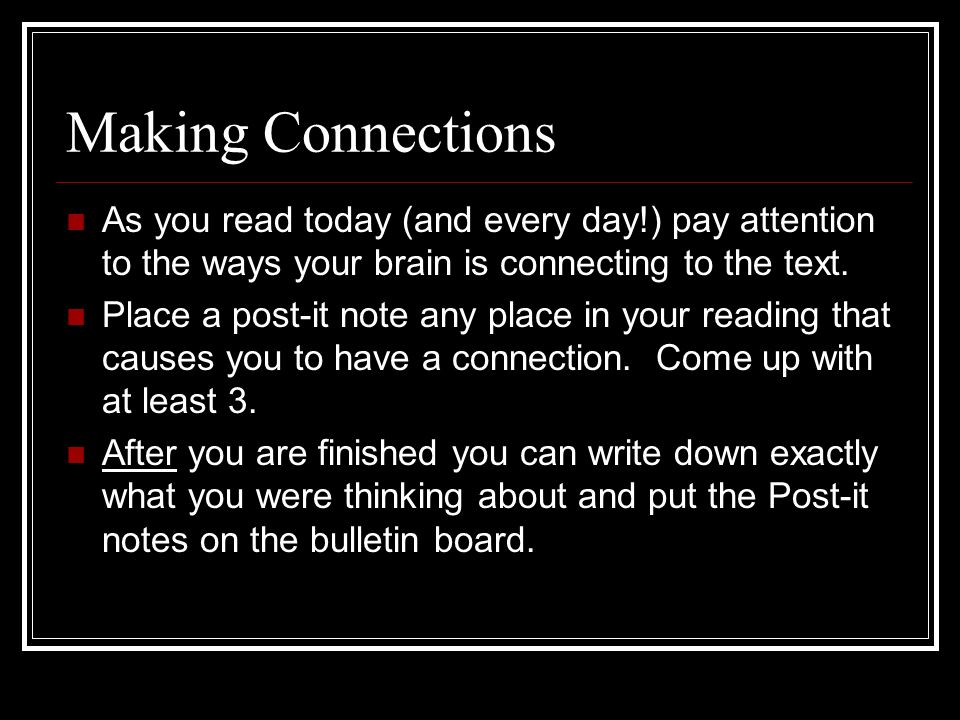 Making Connections
As you read today (and every day!) pay attention
to the ways your brain is connecting to the text.
Place a post-it note any place in your reading that
causes you to have a connection.  Come up with
at least 3.
After you are finished you can write down exactly
what you were thinking about and put the Post-it
notes on the bulletin board.